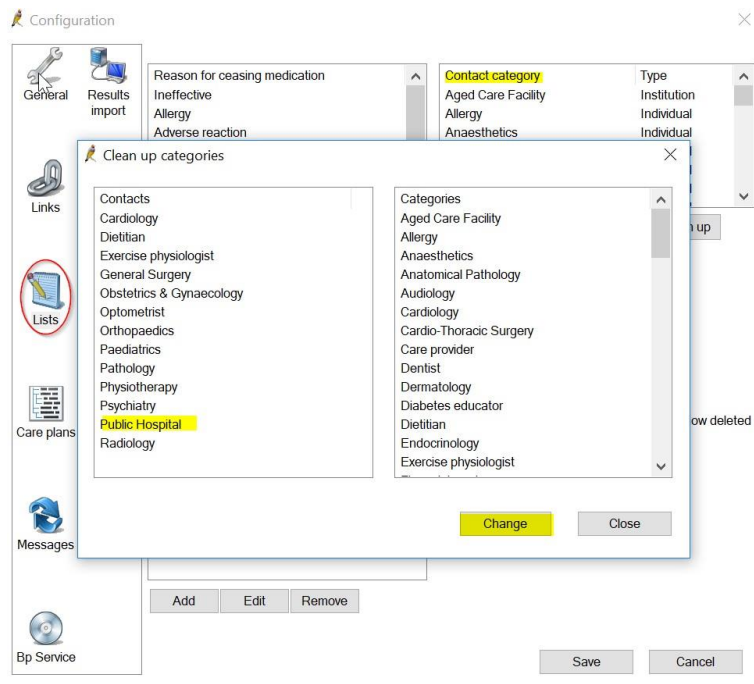 Configuration
General
Results import
Links
Lists
Care plans
Messages
Bp Service
Reason for ceasing medication
Ineffective
Allergy
Adverse reaction
Contact category Type
Aged Care Facility Institution
Allergy Individual
Anaesthetics Individual
up
Clean up categories
Contacts
Cardiology
Dietitian
Exercise physiologist
General Surgery
Obstetrics & Gynaecology
Optometrist
Orthopaedics
Paediatrics
Pathology
Physiotherapy
Psychiatry
Public Hospital
Radiology
Categories
Aged Care Facility
Allergy
Anaesthetics
Anatomical Pathology
Audiology
Cardiology
Cardio-Thoracic Surgery
Care provider
Dentist
Dermatology
Diabetes educator
Dietitian
Endocrinology
Exercise physiologist
Change Close
ow deleted
Add Edit Remove
Save Cancel